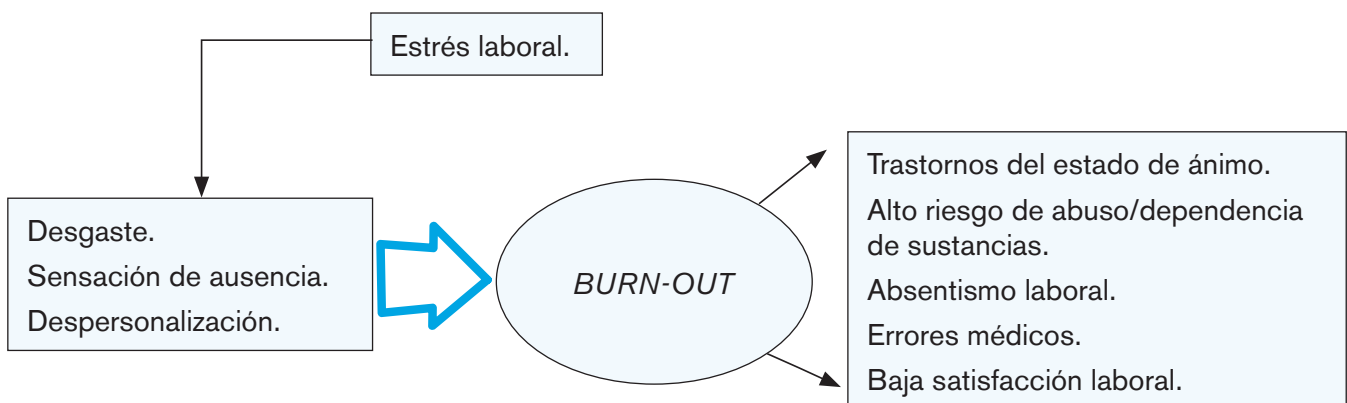 Estrés laboral.
Desgaste.
Sensación de ausencia.
Despersonalización.
BURN-OUT
Trastornos del estado de ánimo.
Alto riesgo de abuso/dependencia
de sustancias.
Absentismo laboral.
Errores médicos.
Baja satisfacción laboral.